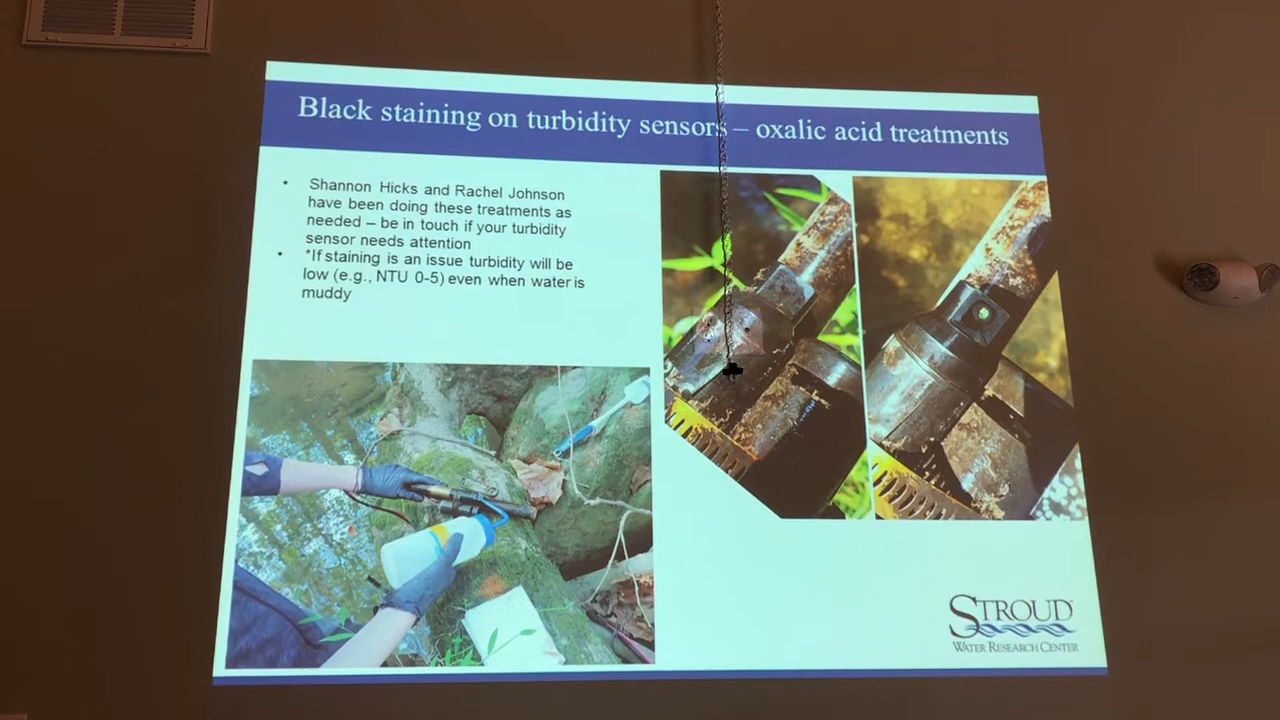 Black staining on turbidity sensors – oxalic acid treatments
• Shannon Hicks and Rachel Johnson
have been doing these treatments as
needed – be in touch if your turbidity
sensor needs attention
• *If staining is an issue turbidity will be
low (e.g., NTU 0-5) even when water is
muddy
STROUD
WATER RESEARCH CENTER